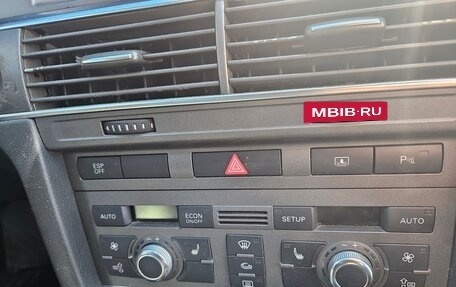 MBIB·RU
ESP
OFF
P
AUTO
ECON
ON/OFF
SETUP
AUTO